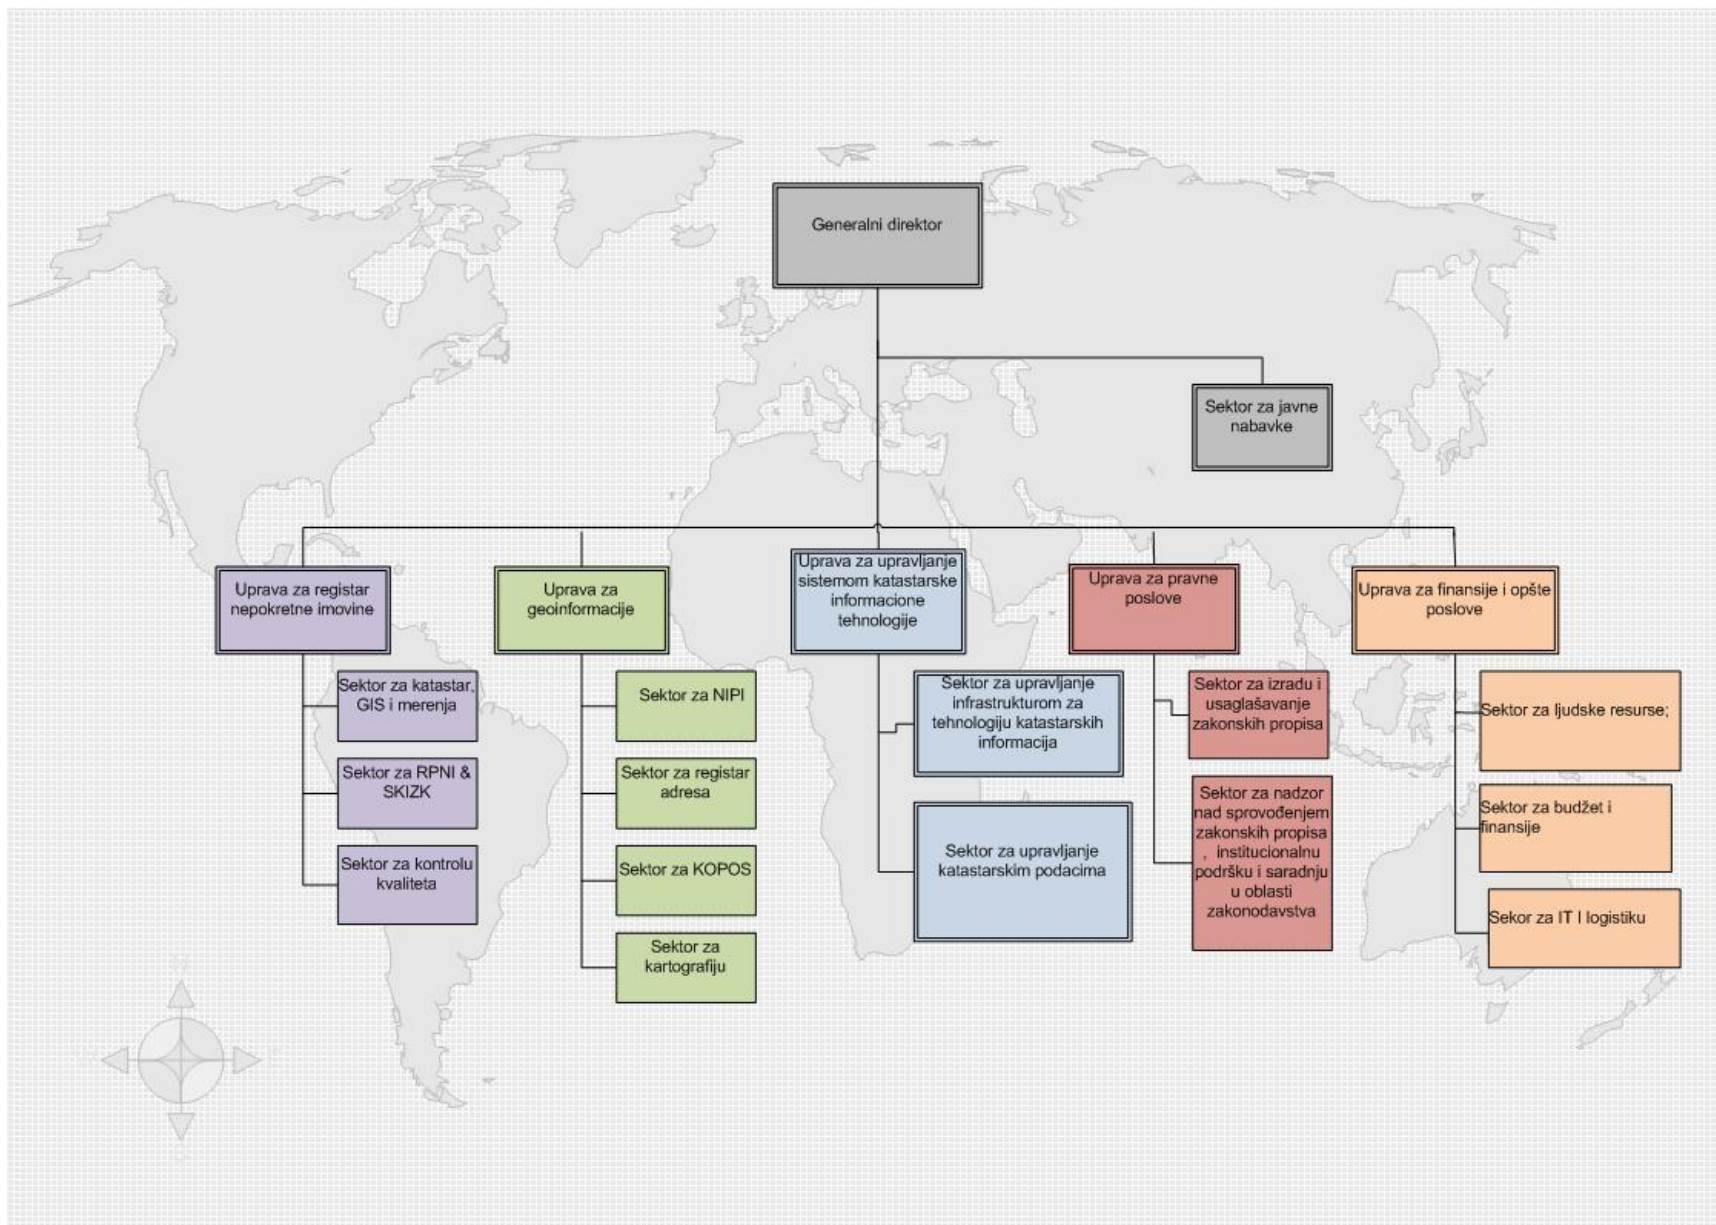 Generalni direktor
Sektor za javne
nabavke
Uprava za registar
nepokretne imovine
Sektor za katastar,
GIS i merenja
Sektor za RPNI &
SKIZK
Sektor za kontrolu
kvaliteta
Uprava za
geoinformacije
Sektor za NIPI
Sektor za registar
adresa
Sektor za KOPOS
Sektor za
kartografiju
Uprava za upravljanje
sistemom katastarske
informacione
tehnologije
Sektor za upravljanje
infrastrukturom za
tehnologiju katastarskih
informacija
Sektor za upravljanje
katastarskim podacima
Uprava za pravne
poslove
Sektor za izradu i
usaglašavanje
zakonskih propisa
Sektor za nadzor
nad sprovođenjem
zakonskih propisa
, institucionalnu
podršku i saradnju
u oblasti
zakonodavstva
Uprava za finansije i opšte
poslove
Sektor za ljudske resurse;
Sektor za budžet i
finansije
Sekor za IT I logistiku